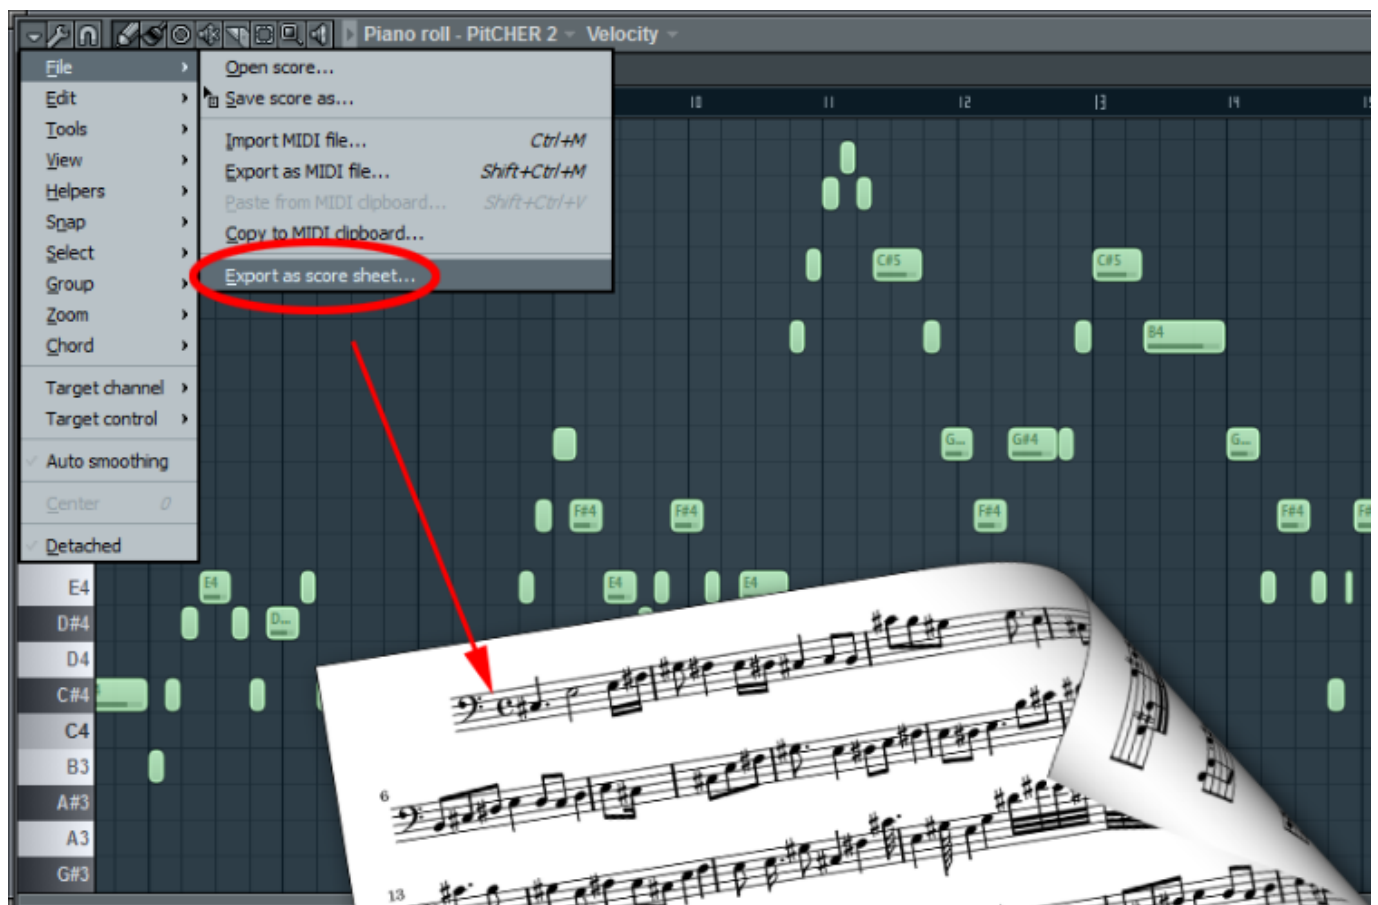 Piano roll - PitCHER 2 Velocity
File
Edit
Tools
View
Helpers
Snap
Select
Group
Zoom
Chord
Target channel
Target control
Auto smoothing
Center 0
Detached
Open score...
Save score as...
Import MIDI file... Ctrl+M
Export as MIDI file... Shift+Ctrl+M
Paste from MIDI clipboard... Shift+Ctrl+V
Copy to MIDI clipboard...
Export as score sheet...
10 11 12 13 14 15
C#5 C#5
B4
G... G#4 G...
F#4 F#4 F#4 F#4
E4 E4 E4 E4
D#4 D...
D4
C#4
C4
B3
A#3
A3
G#3
6
13